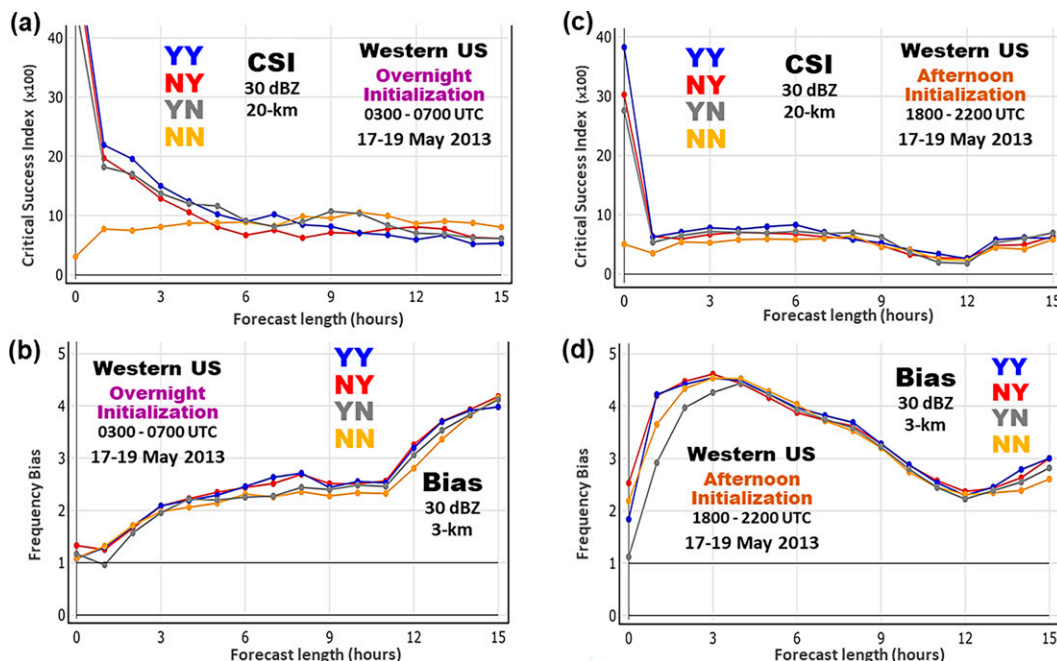 (a)
Critical Success Index (x100)
40
30
20
10
0
YY
NY
YN
NN
CSI
30 dBZ
20-km
Western US
Overnight
Initialization
0300 - 0700 UTC
17-19 May 2013
0 3 6 9 12 15
Forecast length (hours)
(c)
Critical Success Index (x100)
40
30
20
10
0
YY
NY
YN
NN
CSI
30 dBZ
20-km
Western US
Afternoon
Initialization
1800 - 2200 UTC
17-19 May 2013
0 3 6 9 12 15
Forecast length (hours)
(b)
Frequency Bias
5
4
3
2
1
0
Western US
Overnight
Initialization
0300 - 0700 UTC
17-19 May 2013
YY
NY
YN
NN
Bias
30 dBZ
3-km
0 3 6 9 12 15
Forecast length (hours)
(d)
Frequency Bias
5
4
3
2
1
0
Bias
30 dBZ
3-km
YY
NY
YN
NN
Western US
Afternoon
Initialization
1800 - 2200 UTC
17-19 May 2013
0 3 6 9 12 15
Forecast length (hours)